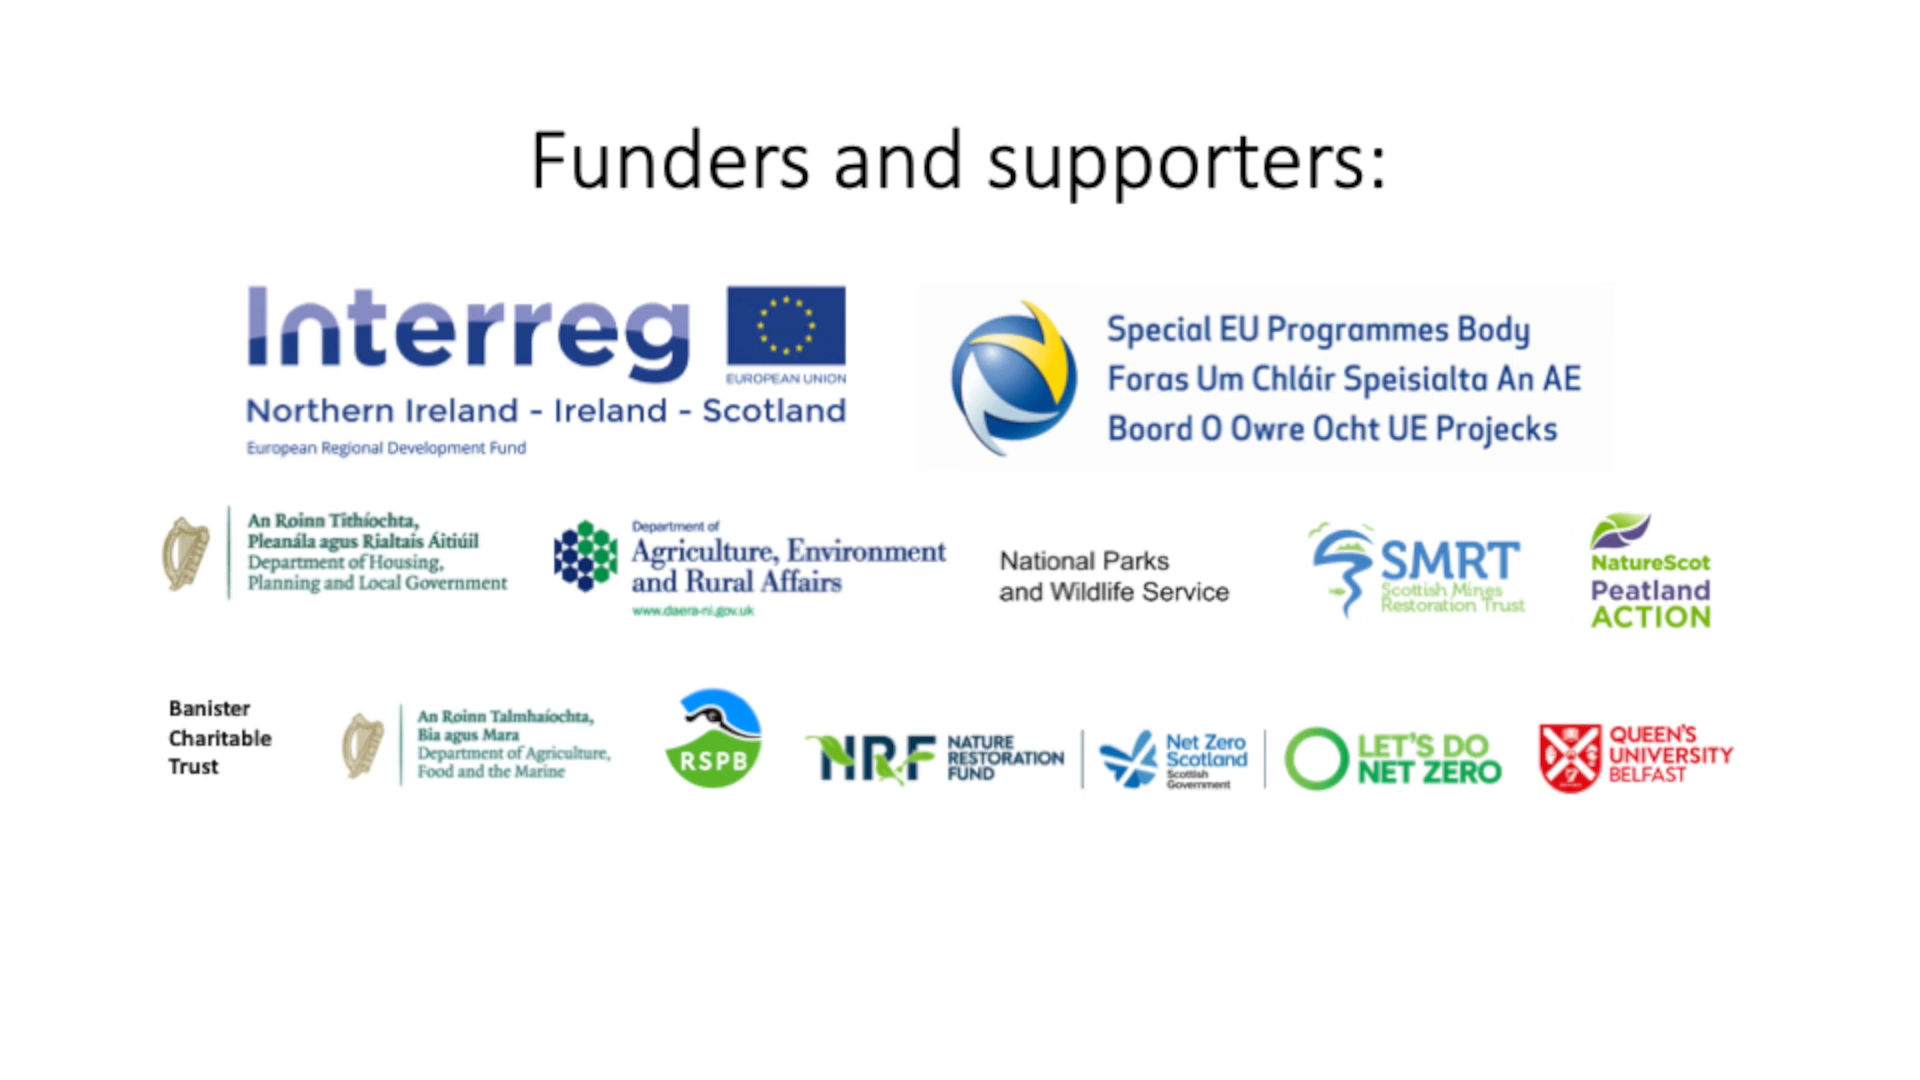 Funders and supporters:
Interreg
EUROPEAN UNION
Northern Ireland - Ireland - Scotland
European Regional Development Fund
Special EU Programmes Body
Foras Um Chláir Speisialta An AE
Boord O Owre Ocht UE Projecks
An Roinn Tithíochta,
Pleanála agus Rialtais Áitiúil
Department of Housing,
Planning and Local Government
Department of
Agriculture, Environment
and Rural Affairs
www.daera-ni.gov.uk
National Parks
and Wildlife Service
SMRT
Scottish Mines
Restoration Trust
NatureScot
Peatland
ACTION
Banister
Charitable
Trust
An Roinn Talmhaíochta,
Bia agus Mara
Department of Agriculture,
Food and the Marine
RSPB
NRF
NATURE
RESTORATION
FUND
Net Zero
Scotland
Scottish
Government
LET'S DO
NET ZERO
QUEEN'S
UNIVERSITY
BELFAST